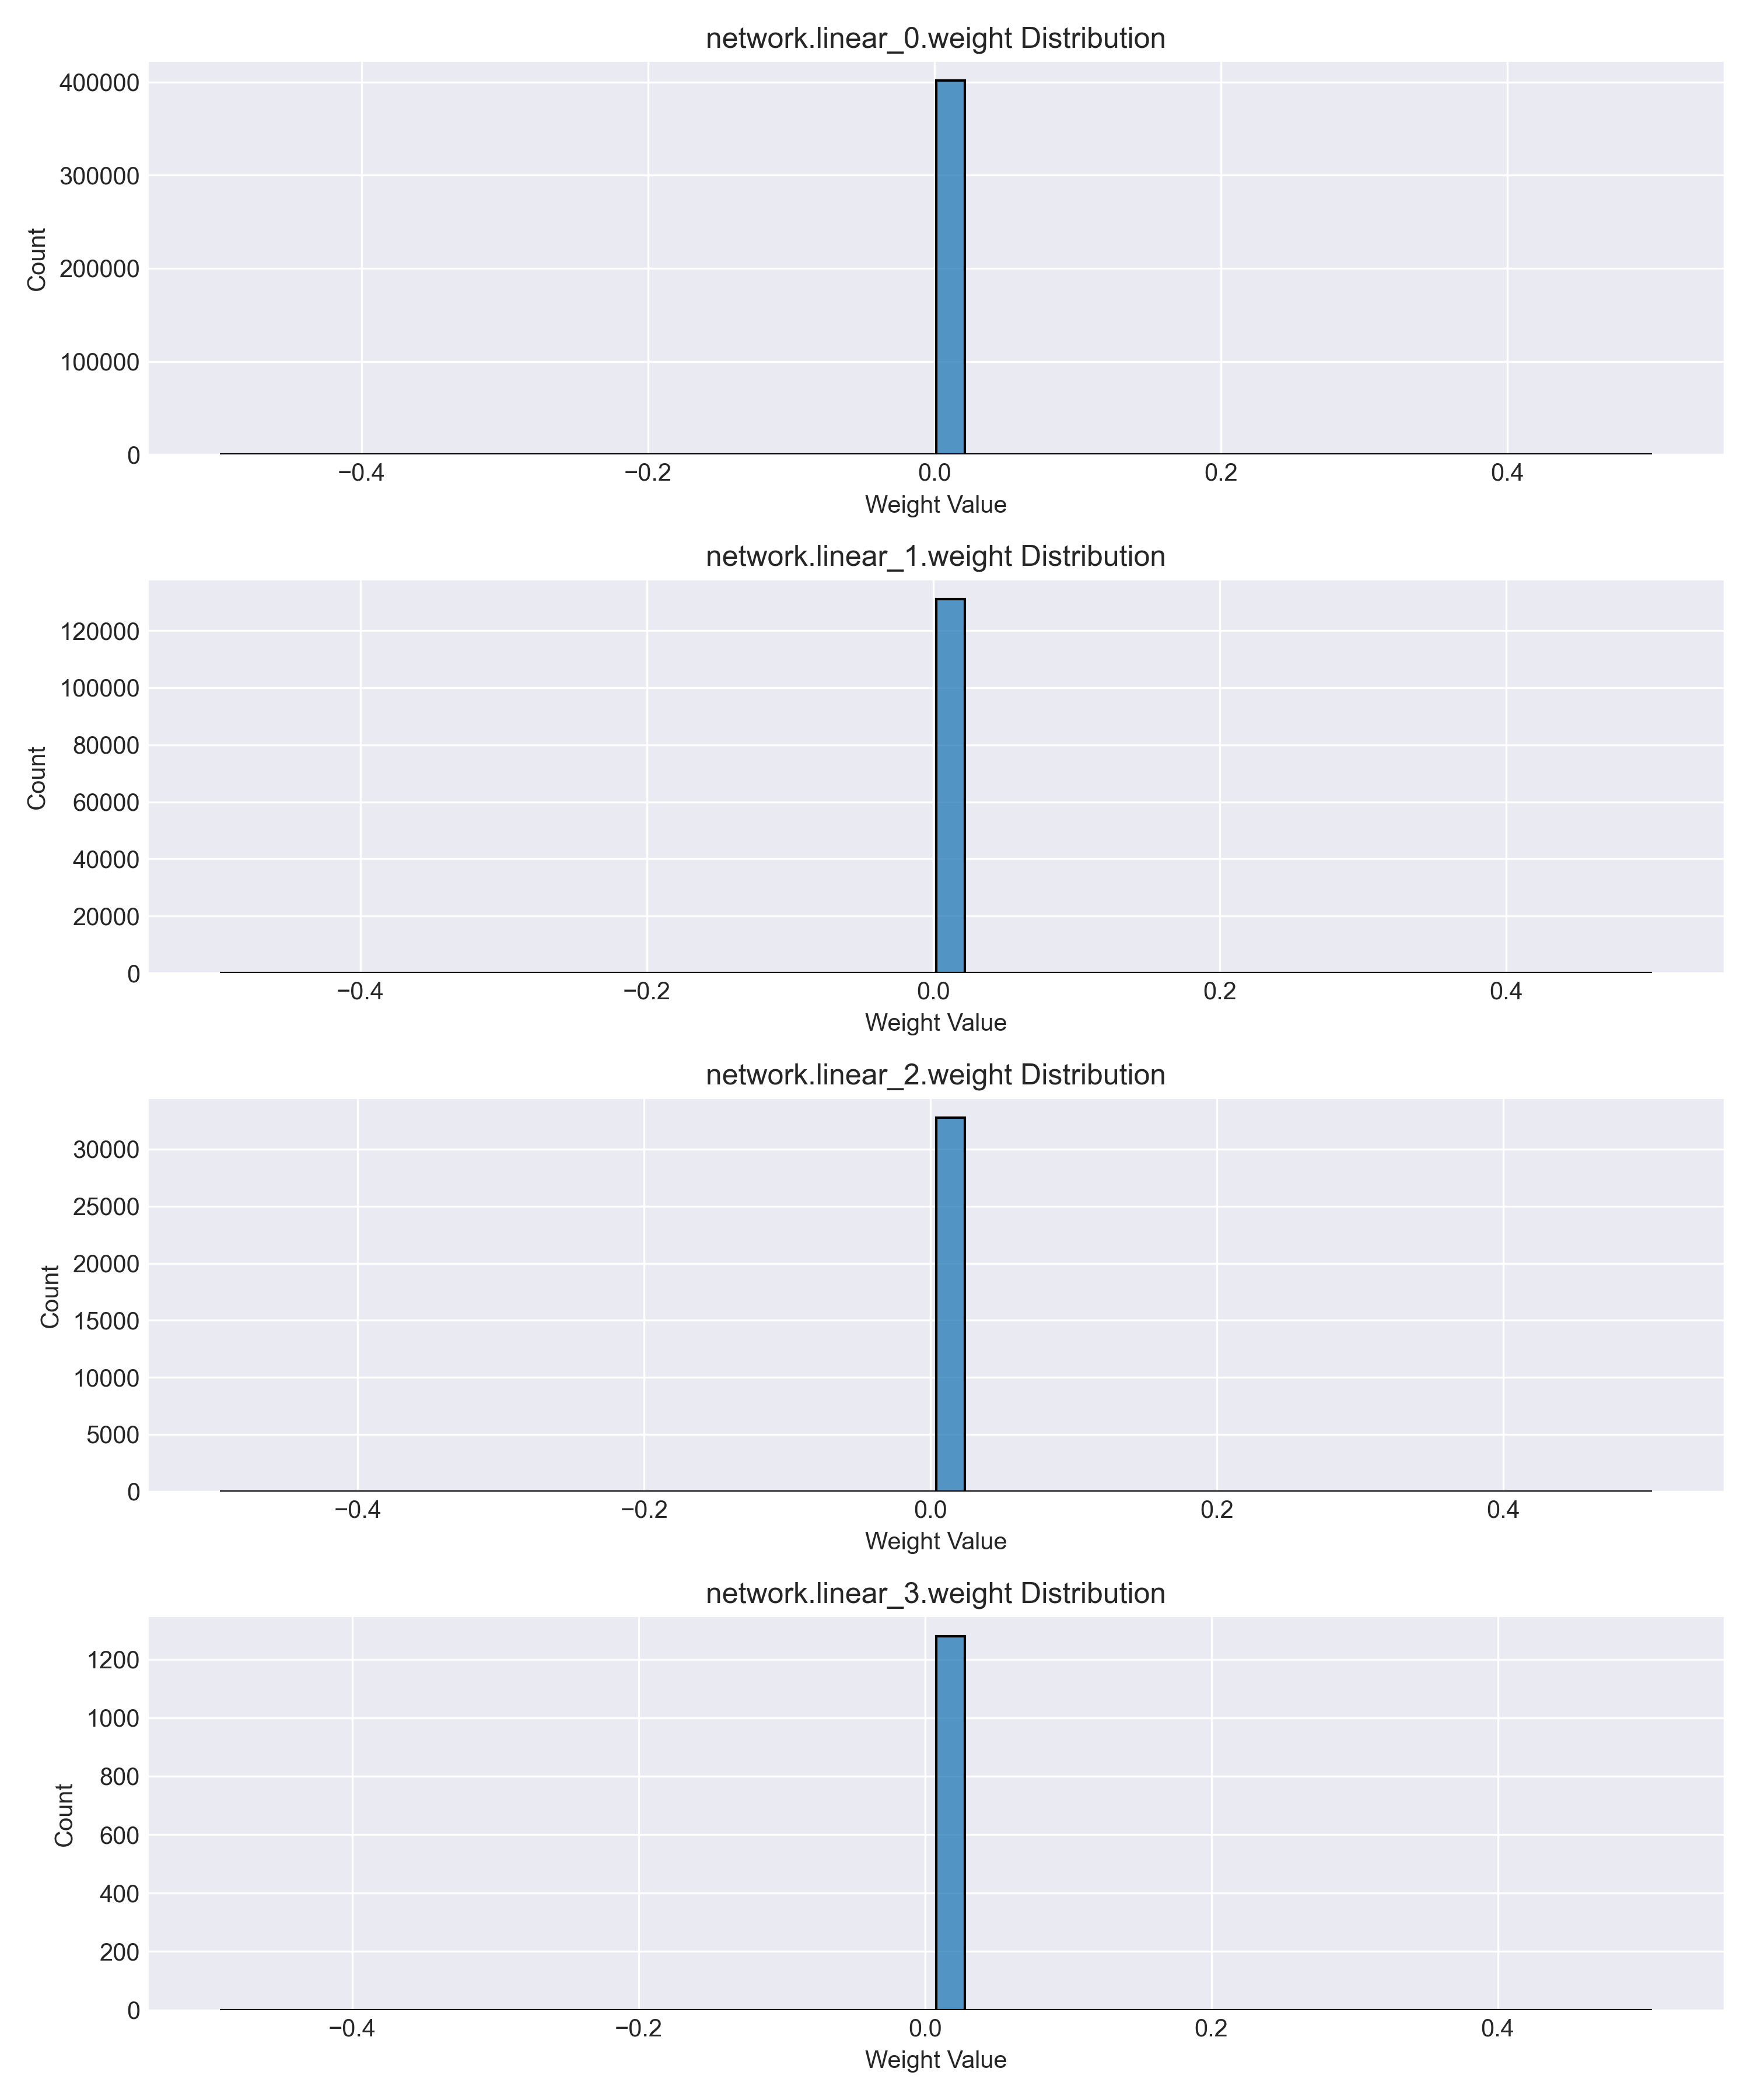 network.linear_0.weight Distribution
400000
300000
200000
100000
0
Count
−0.4 −0.2 0.0 0.2 0.4
Weight Value
network.linear_1.weight Distribution
120000
100000
80000
60000
40000
20000
0
Count
−0.4 −0.2 0.0 0.2 0.4
Weight Value
network.linear_2.weight Distribution
30000
25000
20000
15000
10000
5000
0
Count
−0.4 −0.2 0.0 0.2 0.4
Weight Value
network.linear_3.weight Distribution
1200
1000
800
600
400
200
0
Count
−0.4 −0.2 0.0 0.2 0.4
Weight Value